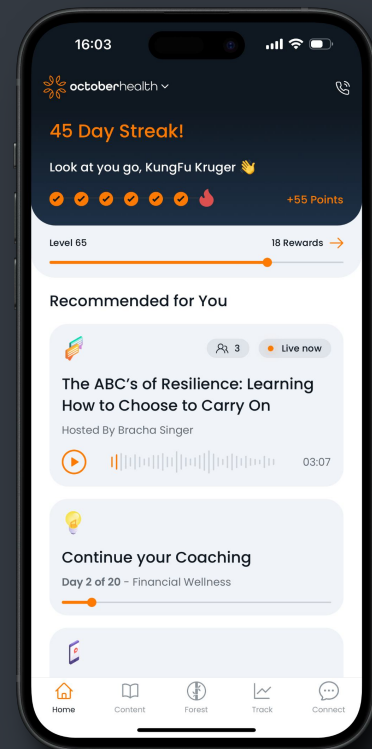 16:03
octoberhealth
45 Day Streak!
Look at you go, KungFu Kruger 👋
+55 Points
Level 65
18 Rewards →
Recommended for You
3
Live now
The ABC's of Resilience: Learning
How to Choose to Carry On
Hosted By Bracha Singer
03:07
Continue your Coaching
Day 2 of 20 - Financial Wellness
Home
Content
Forest
Track
Connect